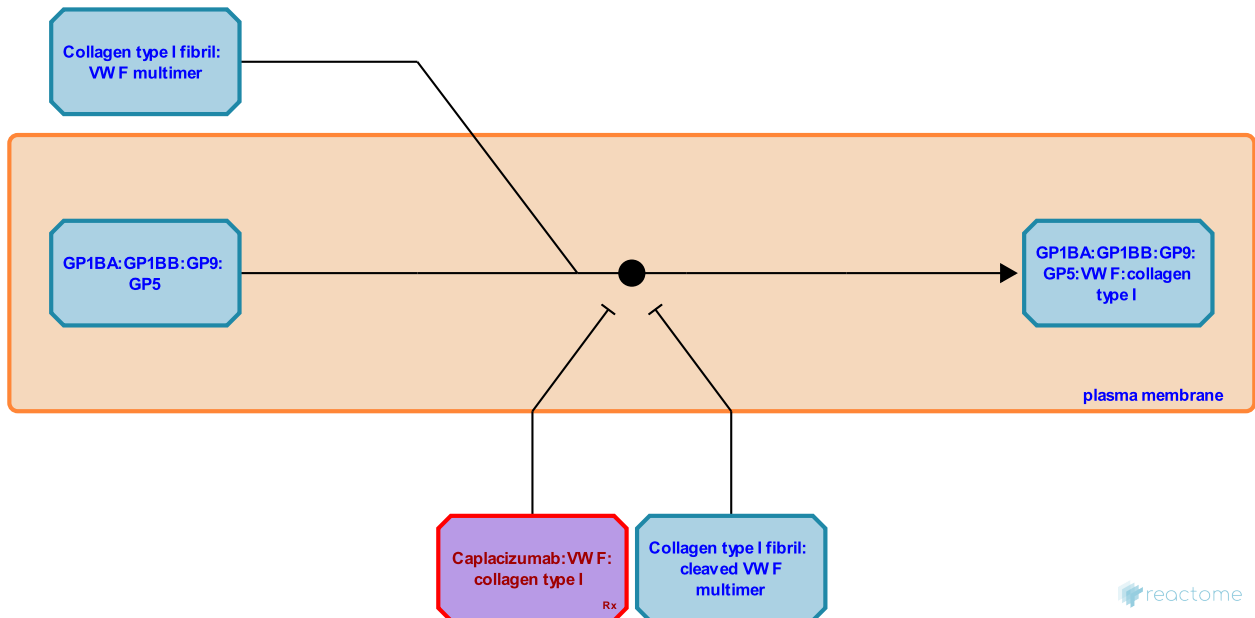 Collagen type I fibril:
VWF multimer
GP1BA:GP1BB:GP9:
GP5
GP1BA:GP1BB:GP9:
GP5:VWF:collagen
type I
plasma membrane
Caplacizumab:VWF:
collagen type I
Rx
Collagen type I fibril:
cleaved VWF
multimer
reactome